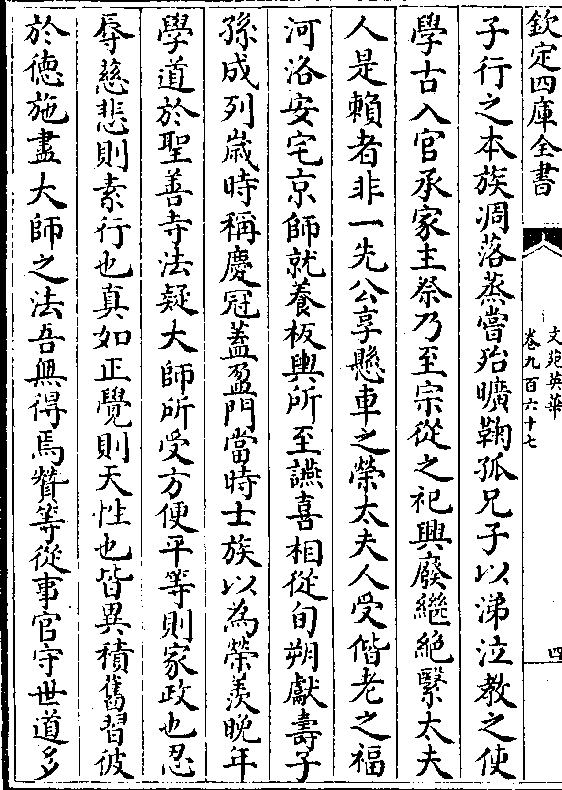 欽定四庫全書
文苑英華
卷九百六十七
四
子行之本族凋落蒸嘗殆曠鞠孤兄子以涕泣教之使
學古入官承家主祭乃至宗從之祀興廢繼絶繄太夫
人是賴者非一先公享懸車之榮太夫人受偕老之福
河洛安宅京師就養板輿所至讌喜相從旬朔獻壽子
孫成列嵗時稱慶冠蓋盈門當時士族以為榮羨晚年
學道於聖善寺法疑大師所受方便平等則家政也忍
辱慈悲則素行也真如正覺則天性也皆異積舊習彼
於德施盡大師之法吾無得焉贊等從事官守世道多